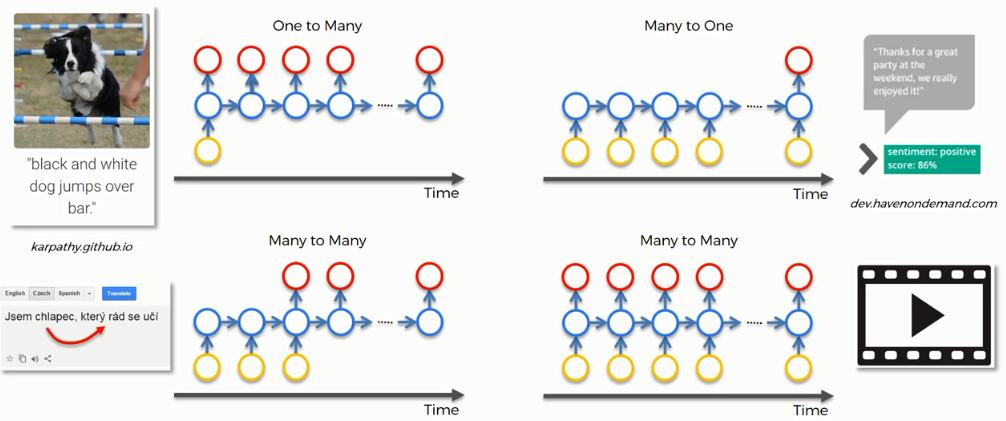 One to Many
Many to One
"black and white
dog jumps over
bar."
karpathy.github.io
.....
Time
.....
Time
"Thanks for a great
party at the
weekend, we really
enjoyed it!"
sentiment: positive
score: 86%
dev.havenondemand.com
Many to Many
Many to Many
English Czech Spanish Translate
Jsem chlapec, který rád se učí
.....
Time
.....
Time